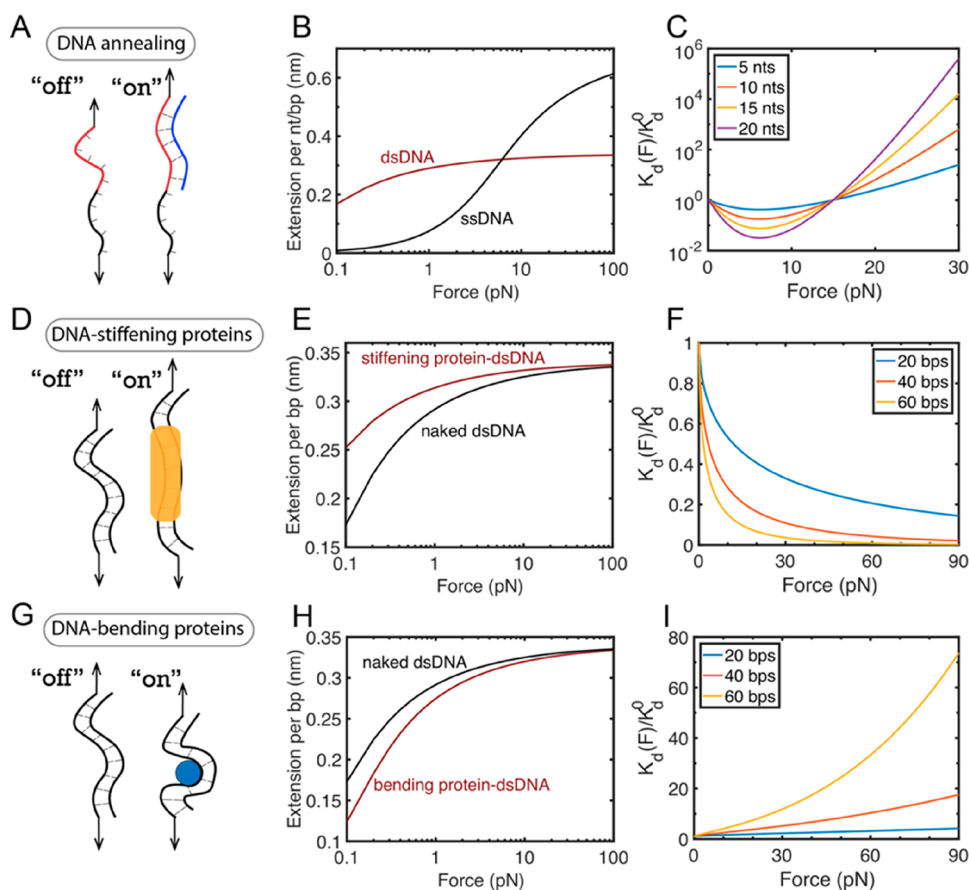 A
DNA annealing
“off”
“on”
B
Extension per nt/bp (nm)
0.6
0.4
0.2
0
dsDNA
ssDNA
0.1
1
10
100
Force (pN)
C
K_d(F)/K_d^0
10^6
10^4
10^2
10^0
10^-2
5 nts
10 nts
15 nts
20 nts
0
10
20
30
Force (pN)
D
DNA-stiffening proteins
“off”
“on”
E
Extension per bp (nm)
0.35
0.3
0.25
0.2
0.15
stiffening protein-dsDNA
naked dsDNA
0.1
1
10
100
Force (pN)
F
K_d(F)/K_d^0
1
0.8
0.6
0.4
0.2
0
20 bps
40 bps
60 bps
0
30
60
90
Force (pN)
G
DNA-bending proteins
“off”
“on”
H
Extension per bp (nm)
0.35
0.3
0.25
0.2
0.15
0.1
naked dsDNA
bending protein-dsDNA
0.1
1
10
100
Force (pN)
I
K_d(F)/K_d^0
80
60
40
20
0
20 bps
40 bps
60 bps
0
30
60
90
Force (pN)